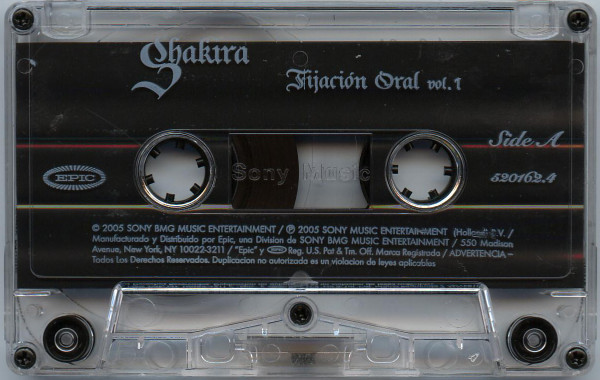 Shakira
Fijación Oral vol. 1
Side A
Sony Music
EPIC
520162.4
© 2005 SONY BMG MUSIC ENTERTAINMENT / ℗ 2005 SONY MUSIC ENTERTAINMENT (Holland) B.V. /
Manufacturado y Distribuido por Epic, una Division de SONY BMG MUSIC ENTERTAINMENT / 550 Madison
Avenue, New York, NY 10022-3211 / "Epic" y EPIC Reg. U.S. Pat & Tm. Off. Marca Registrada / ADVERTENCIA–
Todos Los Derechos Reservados. Duplicacion no autorizada es un violacion de leyes aplicables